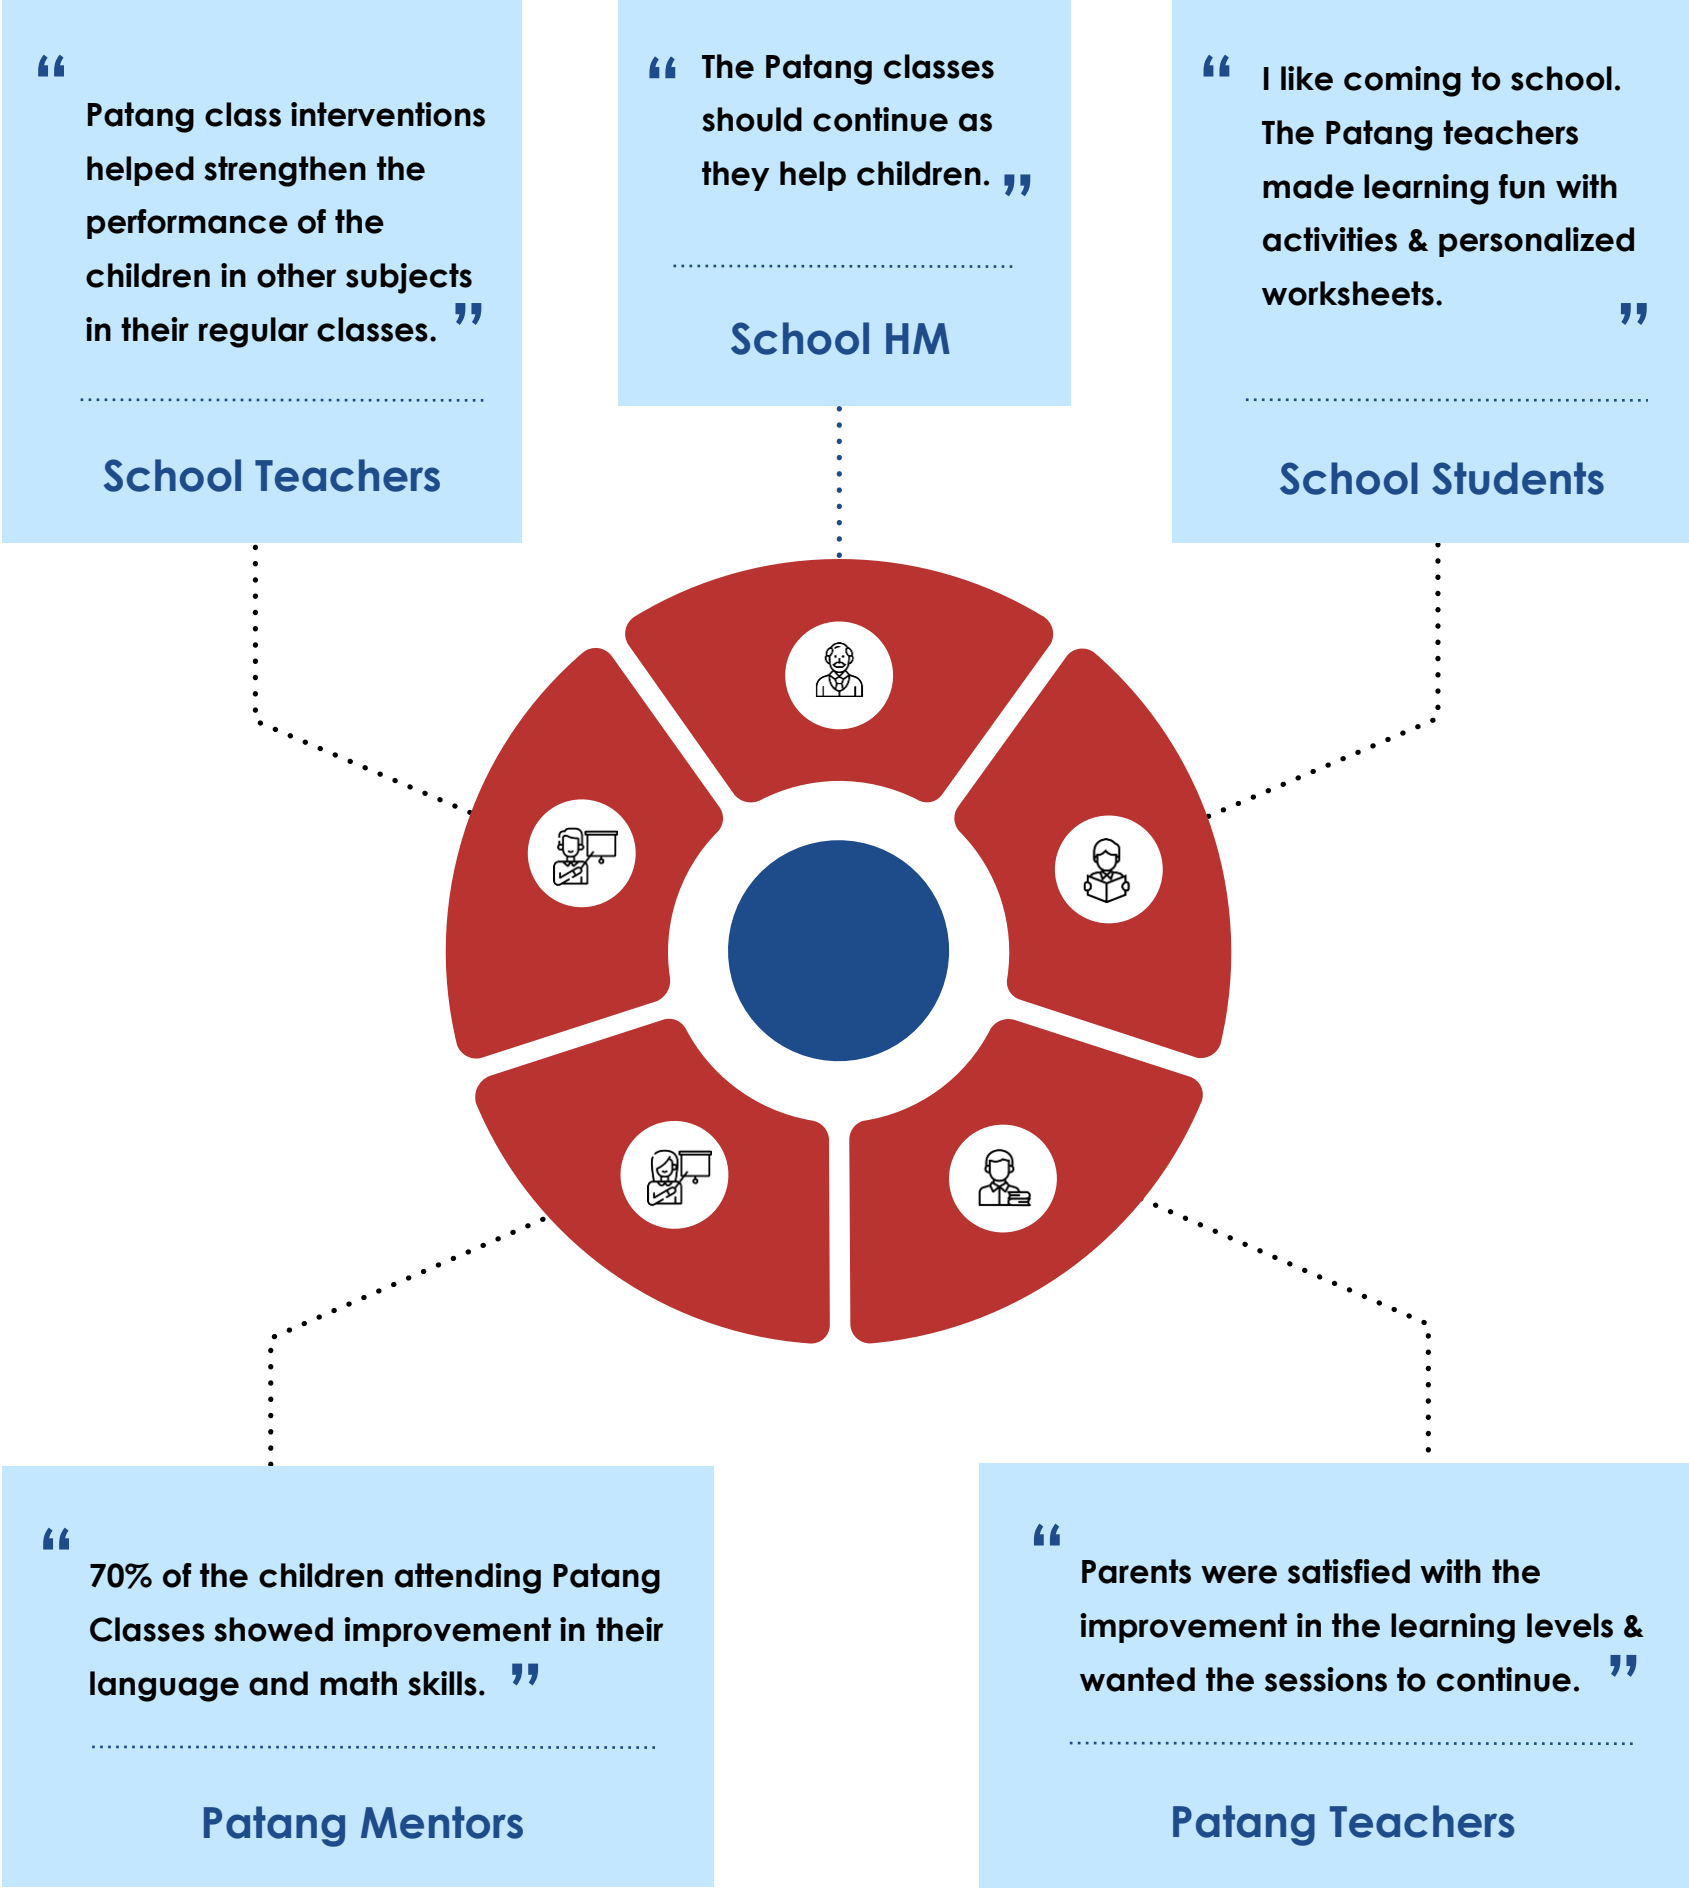 “
Patang class interventions
helped strengthen the
performance of the
children in other subjects
in their regular classes. ”
School Teachers
“ The Patang classes
should continue as
they help children. ”
School HM
“ I like coming to school.
The Patang teachers
made learning fun with
activities & personalized
worksheets. ”
School Students
“
70% of the children attending Patang
Classes showed improvement in their
language and math skills. ”
Patang Mentors
“
Parents were satisfied with the
improvement in the learning levels &
wanted the sessions to continue. ”
Patang Teachers